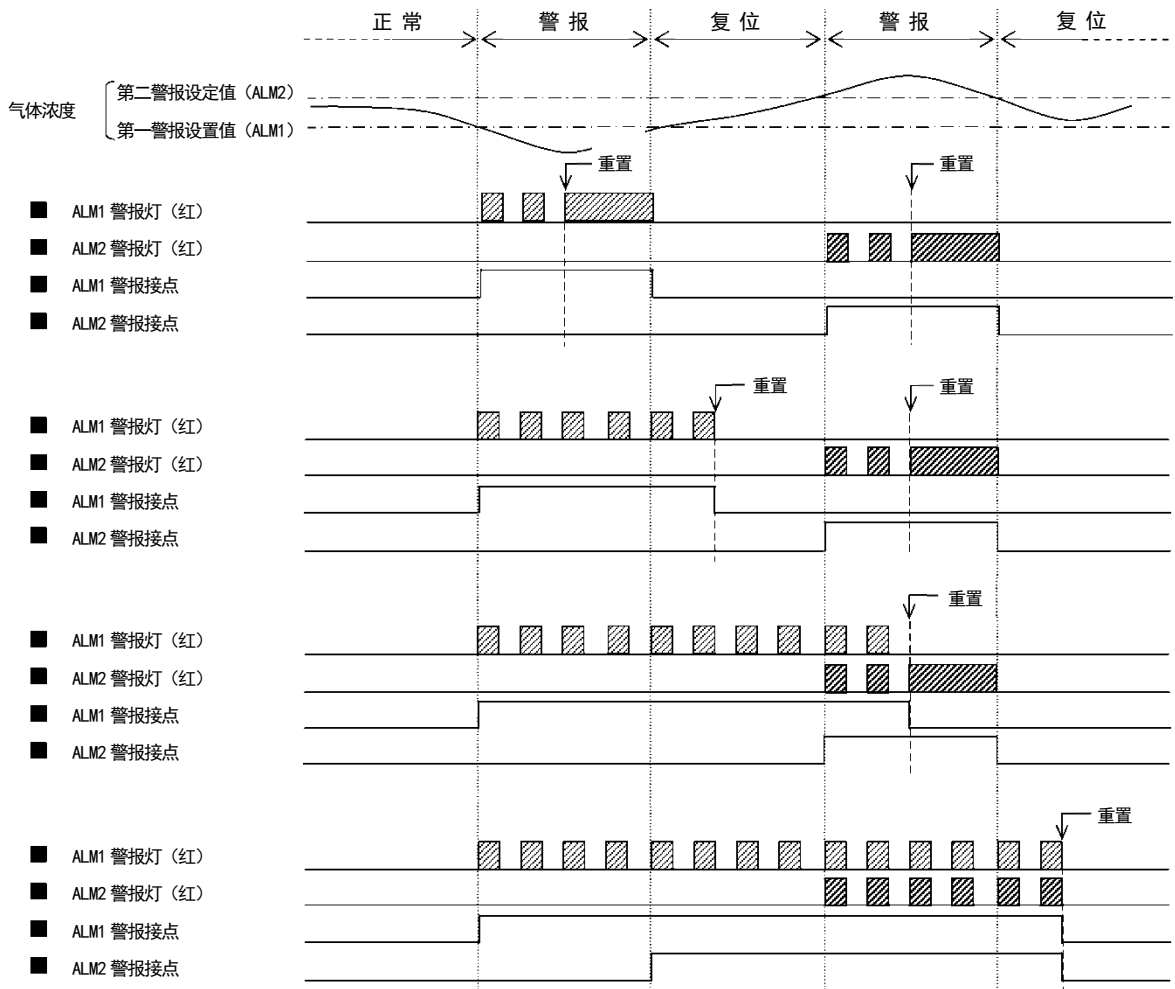 正 常
警 报
复 位
警 报
复 位
气体浓度
第二警报设定值（ALM2）
第一警报设置值（ALM1）
重置
重置
ALM1 警报灯（红）
ALM2 警报灯（红）
ALM1 警报接点
ALM2 警报接点
重置
重置
ALM1 警报灯（红）
ALM2 警报灯（红）
ALM1 警报接点
ALM2 警报接点
重置
ALM1 警报灯（红）
ALM2 警报灯（红）
ALM1 警报接点
ALM2 警报接点
重置
ALM1 警报灯（红）
ALM2 警报灯（红）
ALM1 警报接点
ALM2 警报接点